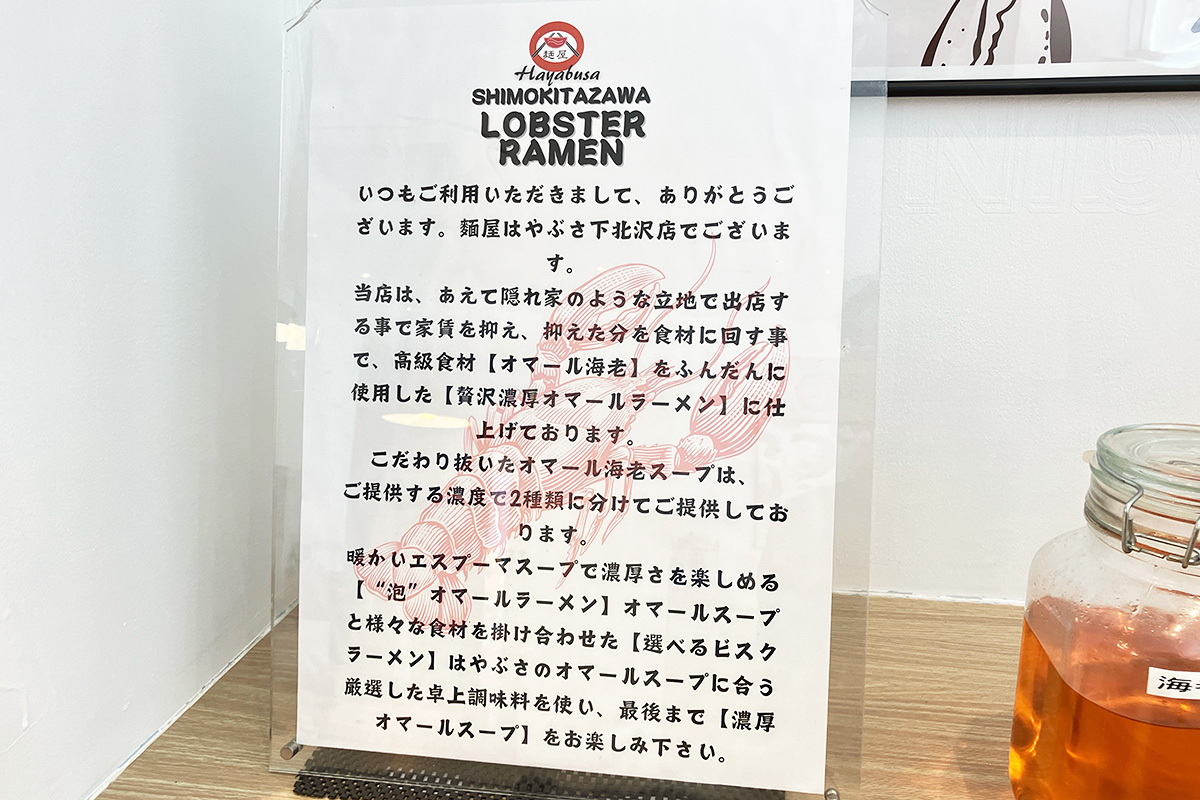 麺屋
Hayabusa
SHIMOKITAZAWA
LOBSTER
RAMEN
いつもご利用いただきまして、ありがとうご
ざいます。麺屋はやぶさ下北沢店でございま
す。
当店は、あえて隠れ家のような立地で出店す
る事で家賃を抑え、抑えた分を食材に回す事
で、高級食材【オマール海老】をふんだんに
使用した【贅沢濃厚オマールラーメン】に仕
上げております。
こだわり抜いたオマール海老スープは、
ご提供する濃度で2種類に分けてご提供してお
ります。
暖かいエスプーマスープで濃厚さを楽しめる
【“泡”オマールラーメン】オマールスープ
と様々な食材を掛け合わせた【選べるビスク
ラーメン】はやぶさのオマールスープに合う
厳選した卓上調味料を使い、最後まで【濃厚
オマールスープ】をお楽しみ下さい。
海